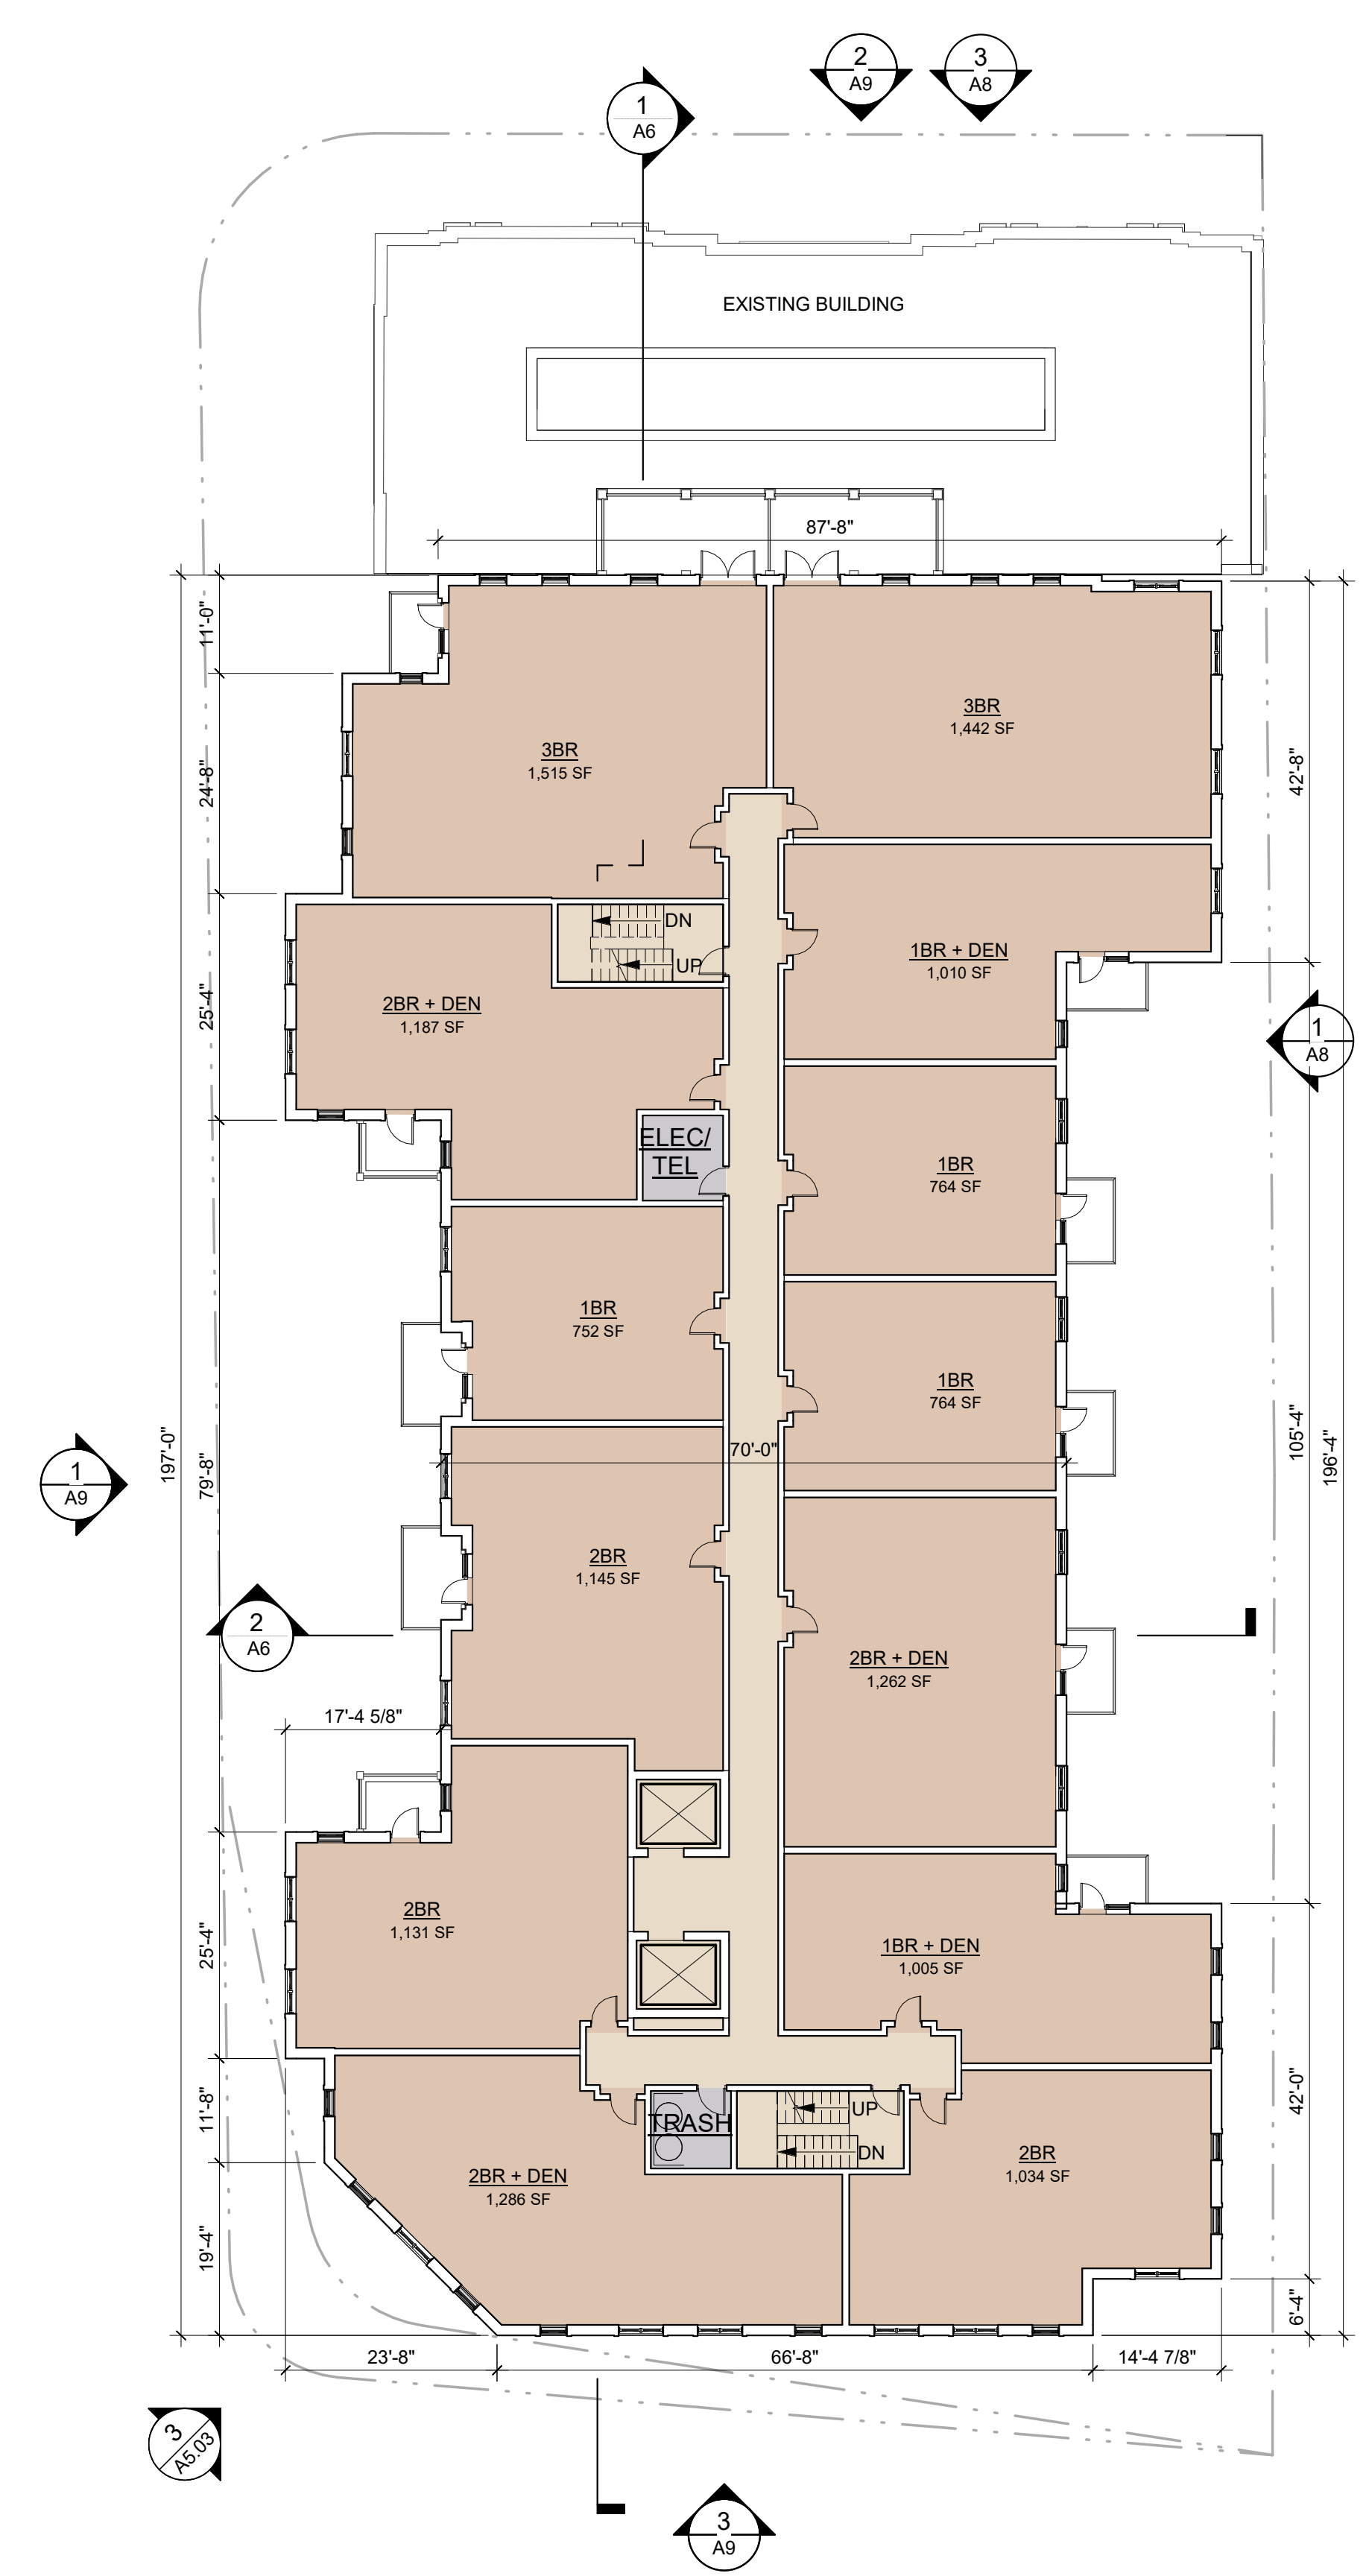 2
A9
3
A8
1
A6
EXISTING BUILDING
87'-8"
11'-0"
3BR
1,442 SF
3BR
1,515 SF
24'-8"
42'-8"
DN
UP
1BR + DEN
1,010 SF
2BR + DEN
1,187 SF
25'-4"
1
A8
ELEC/
TEL
1BR
764 SF
1BR
752 SF
1BR
764 SF
197'-0"
79'-8"
70'-0"
105'-4"
196'-4"
1
A9
2BR
1,145 SF
2
A6
2BR + DEN
1,262 SF
17'-4 5/8"
2BR
1,131 SF
25'-4"
1BR + DEN
1,005 SF
11'-8"
TRASH
UP
DN
42'-0"
2BR
1,034 SF
2BR + DEN
1,286 SF
19'-4"
6'-4"
23'-8"
66'-8"
14'-4 7/8"
3
A5.03
3
A9